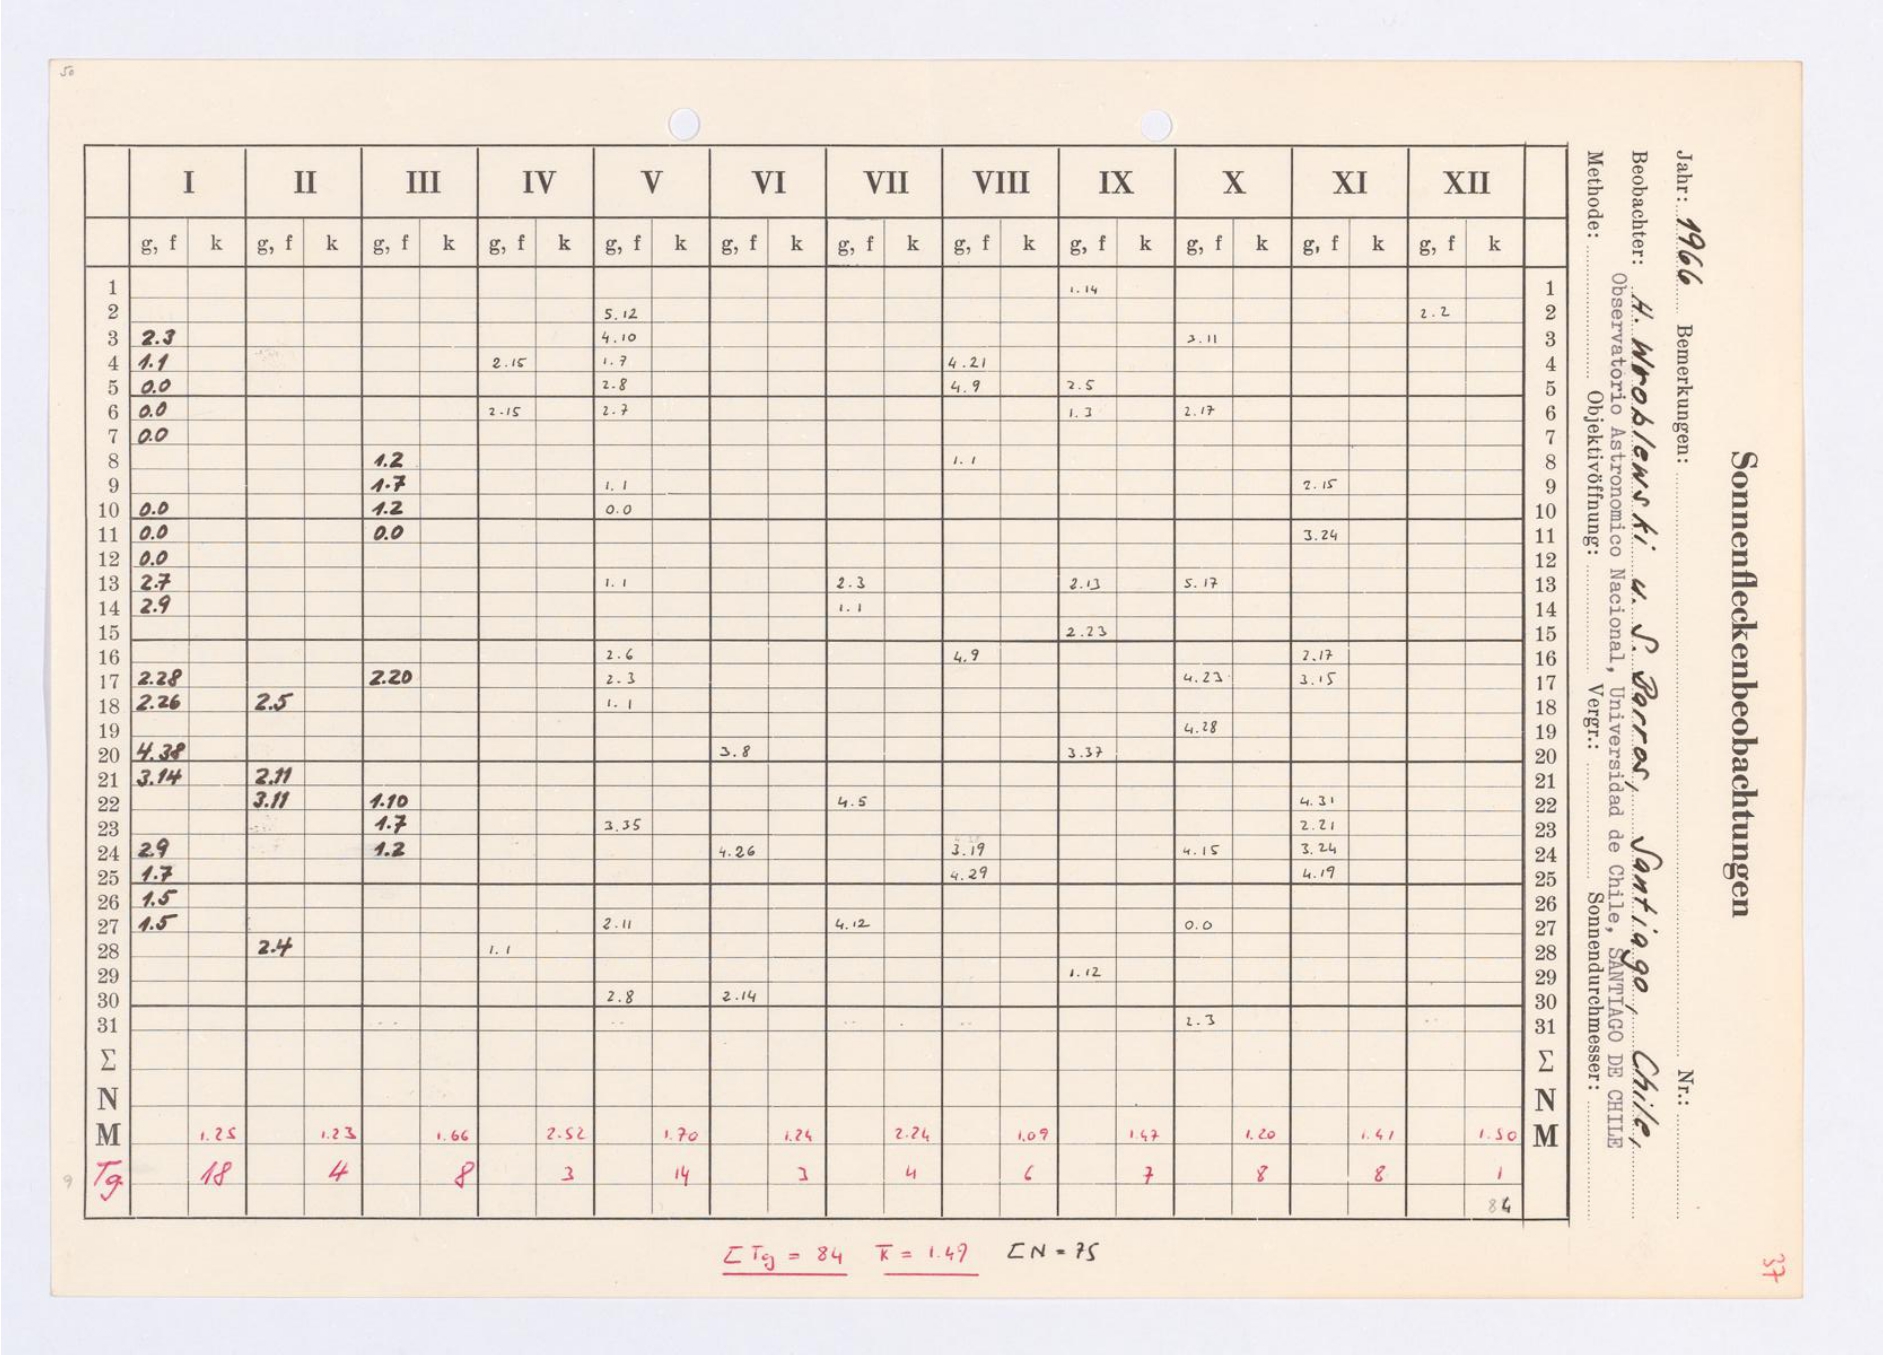 50
Sonnenfleckenbeobachtungen
Jahr: 1966 Bemerkungen: Nr.:
Beobachter: H. Wroblewski u. S. Barros, Santiago, Chile,
Observatorio Astronomico Nacional, Universidad de Chile, SANTIAGO DE CHILE
Methode: Objektivöffnung: Vergr.: Sonnendurchmesser:
I II III IV V VI VII VIII IX X XI XII
g, f k g, f k g, f k g, f k g, f k g, f k g, f k g, f k g, f k g, f k g, f k g, f k
1 1.14 1
2 5.12 2.2 2
3 2.3 4.10 3.11 3
4 1.1 2.15 1.7 4.21 4
5 0.0 2.8 4.9 2.5 5
6 0.0 2.15 2.7 1.3 2.17 6
7 0.0 7
8 1.2 1.1 8
9 1.7 1.1 2.15 9
10 0.0 1.2 0.0 10
11 0.0 0.0 3.24 11
12 0.0 12
13 2.7 1.1 2.3 2.13 5.17 13
14 2.9 1.1 14
15 2.23 15
16 2.6 4.9 2.17 16
17 2.28 2.20 2.3 4.23 3.15 17
18 2.26 2.5 1.1 18
19 4.28 19
20 4.38 3.8 3.37 20
21 3.14 2.11 21
22 3.11 1.10 4.5 4.31 22
23 1.7 3.35 2.21 23
24 2.9 1.2 4.26 3.19 4.15 3.24 24
25 1.7 4.29 4.19 25
26 1.5 26
27 1.5 2.11 4.12 0.0 27
28 2.4 1.1 28
29 1.12 29
30 2.8 2.14 30
31 2.3 31
Σ Σ
N N
M 1.25 1.23 1.66 2.52 1.70 1.24 2.24 1.09 1.47 1.20 1.41 1.50 M
9 Tg 18 4 8 3 14 3 4 6 7 8 8 1
84
Σ Tg = 84 k̅ = 1.49 Σ N = 75
37